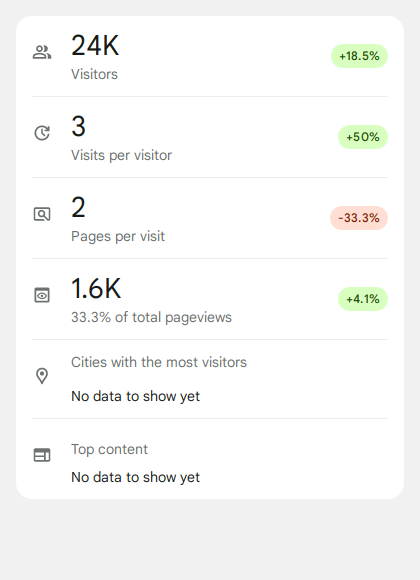 24K
+18.5%
Visitors
3
+50%
Visits per visitor
2
-33.3%
Pages per visit
1.6K
+4.1%
33.3% of total pageviews
Cities with the most visitors
No data to show yet
Top content
No data to show yet